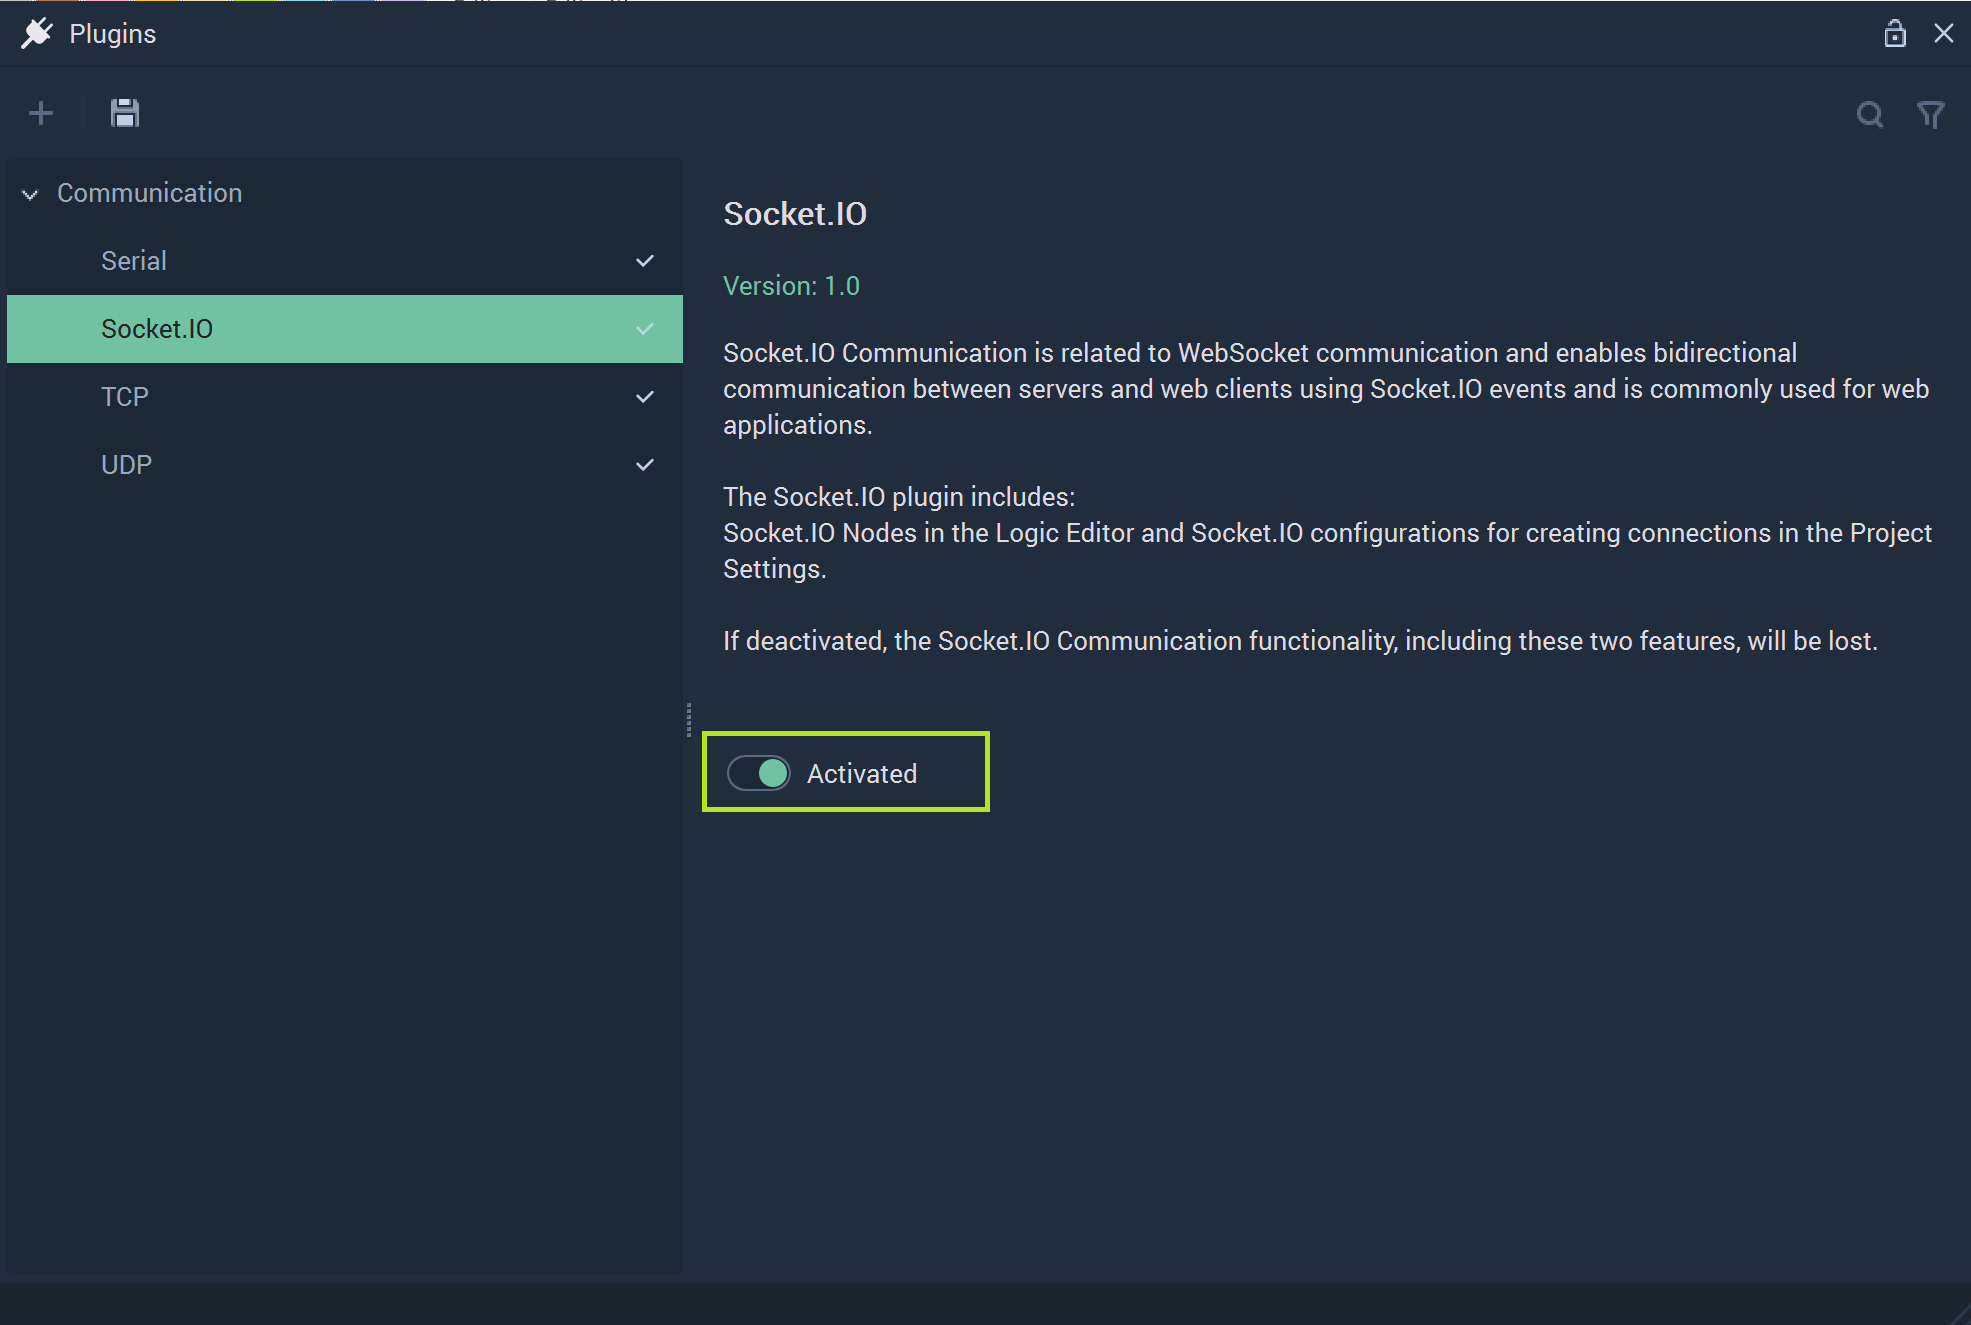 Plugins
Communication
Serial
Socket.IO
TCP
UDP
Socket.IO
Version: 1.0
Socket.IO Communication is related to WebSocket communication and enables bidirectional
communication between servers and web clients using Socket.IO events and is commonly used for web
applications.
The Socket.IO plugin includes:
Socket.IO Nodes in the Logic Editor and Socket.IO configurations for creating connections in the Project
Settings.
If deactivated, the Socket.IO Communication functionality, including these two features, will be lost.
Activated